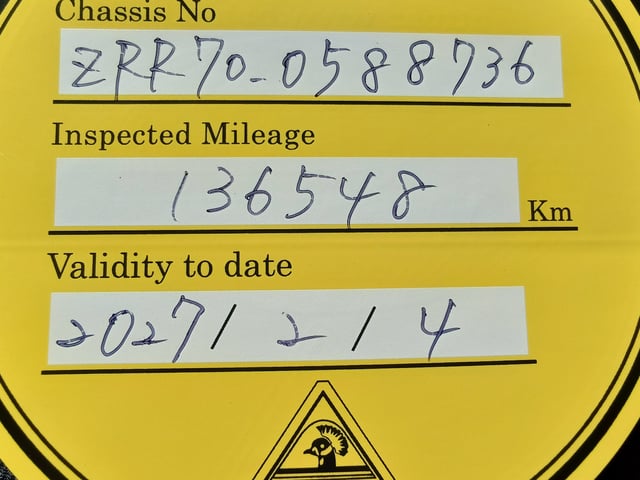 Chassis No
ZRR70-0588736
Inspected Mileage
136548 Km
Validity to date
2027/2/4